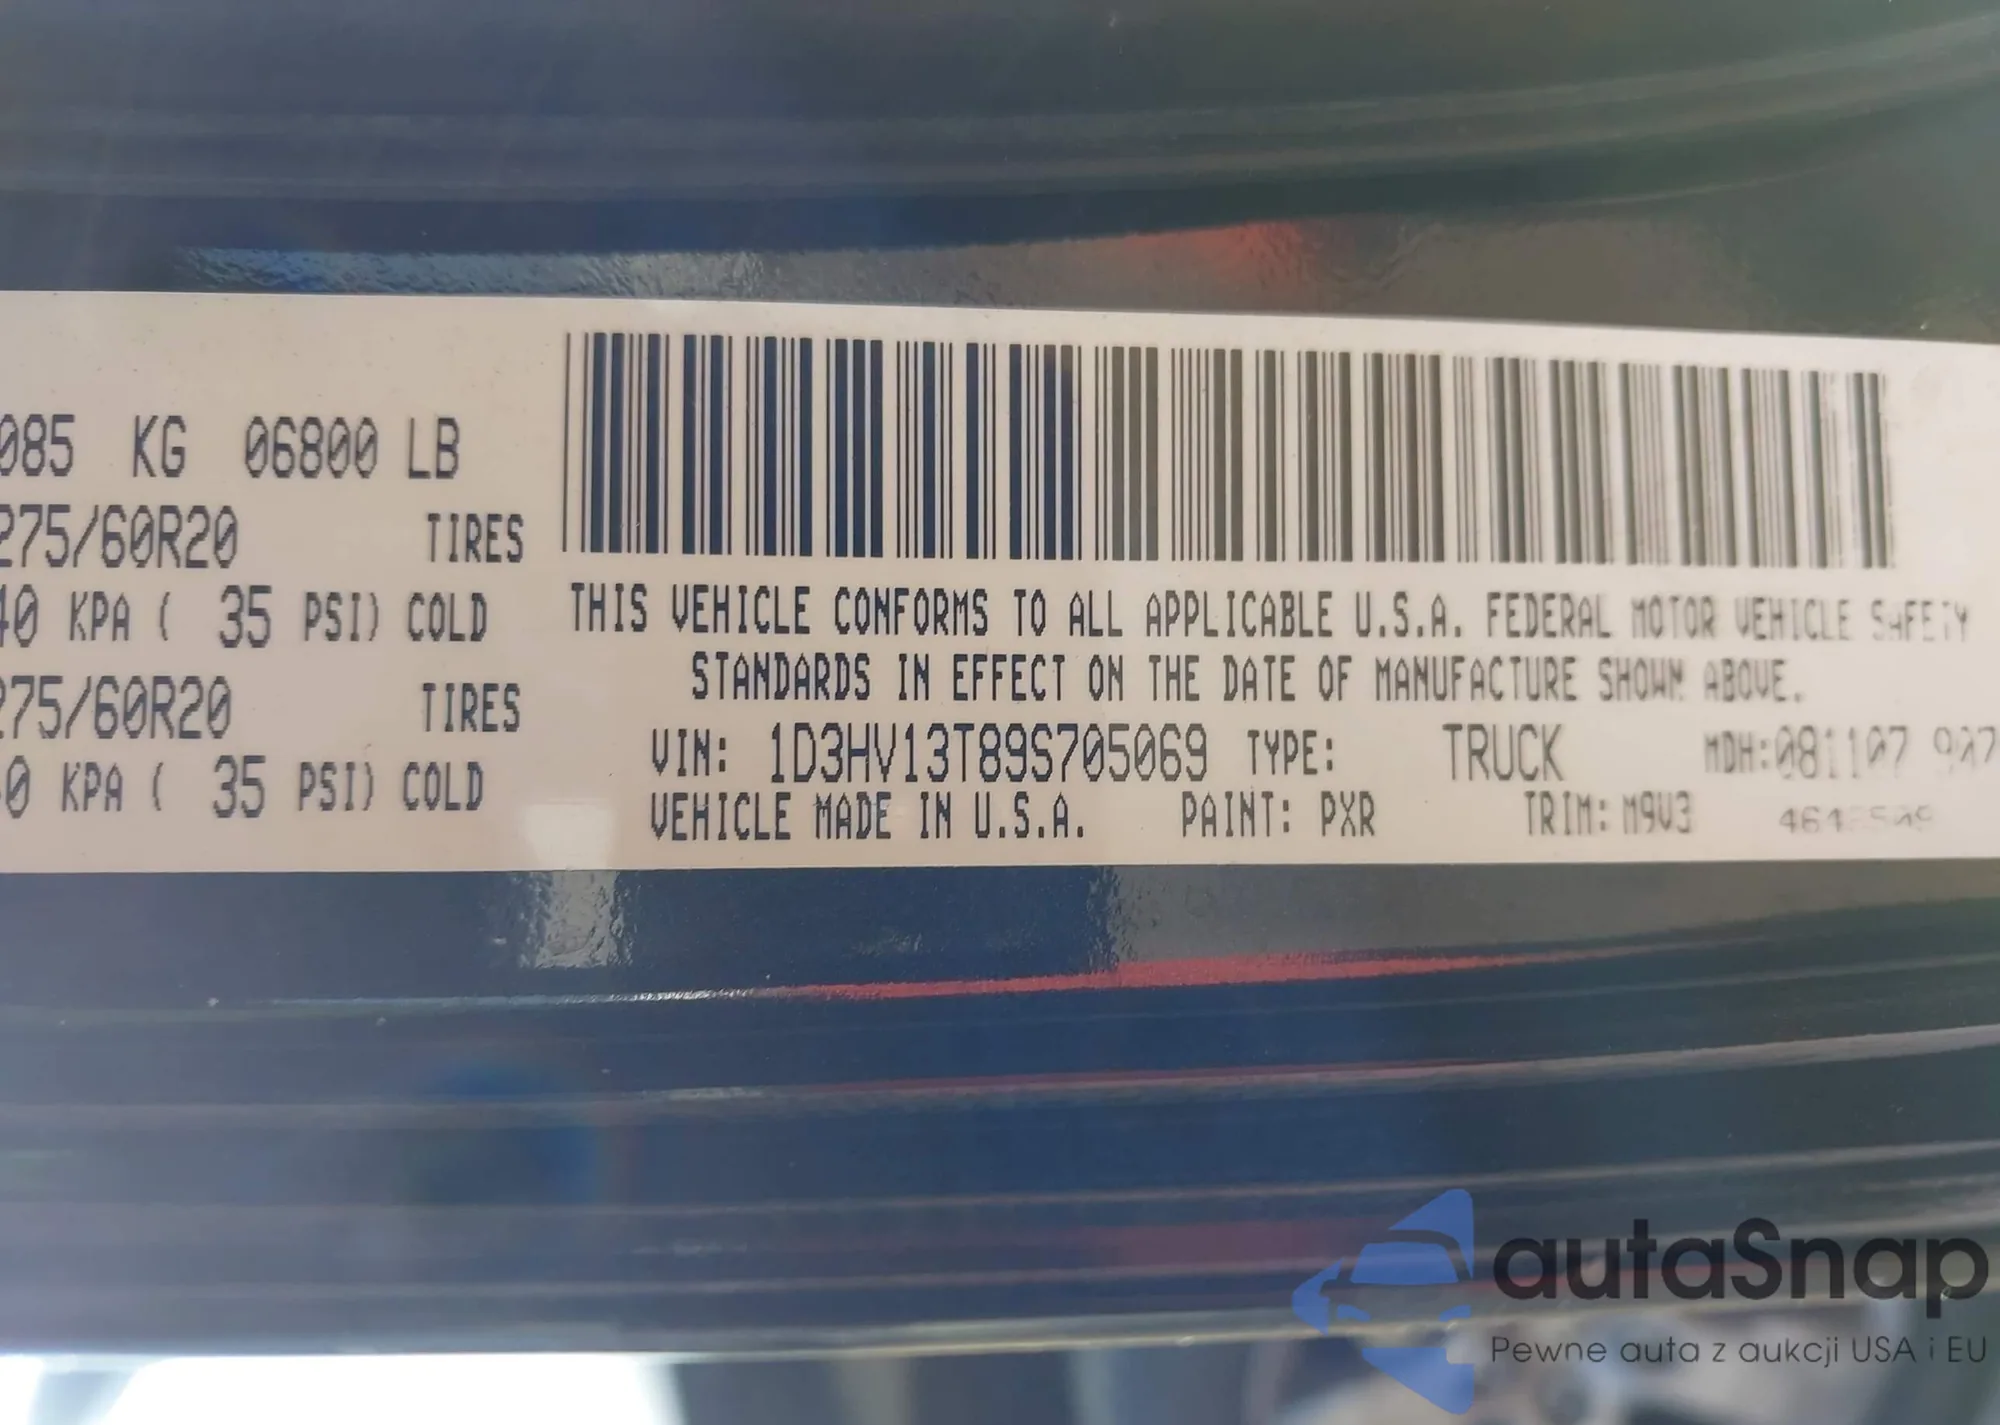 085 KG 06800 LB
275/60R20 TIRES
40 KPA ( 35 PSI) COLD
275/60R20 TIRES
0 KPA ( 35 PSI) COLD
THIS VEHICLE CONFORMS TO ALL APPLICABLE U.S.A. FEDERAL MOTOR VEHICLE SAFETY
STANDARDS IN EFFECT ON THE DATE OF MANUFACTURE SHOWN ABOVE.
VIN: 1D3HV13T89S705069 TYPE: TRUCK MDH:081107 907
VEHICLE MADE IN U.S.A. PAINT: PXR TRIM: M9V3
autaSnap
Pewne auta z aukcji USA i EU